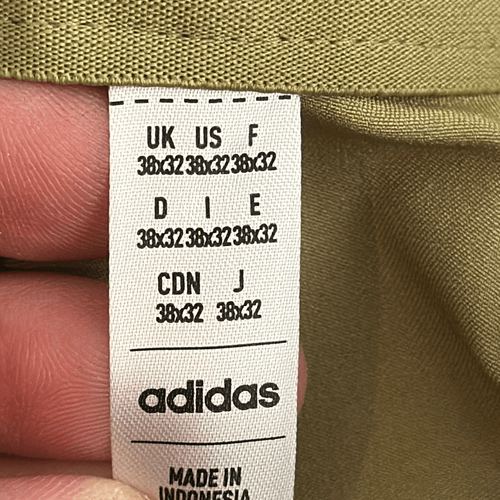 UK US F
38x32 38x32 38x32
D I E
38x32 38x32 38x32
CDN J
38x32 38x32
adidas
MADE IN
INDONESIA